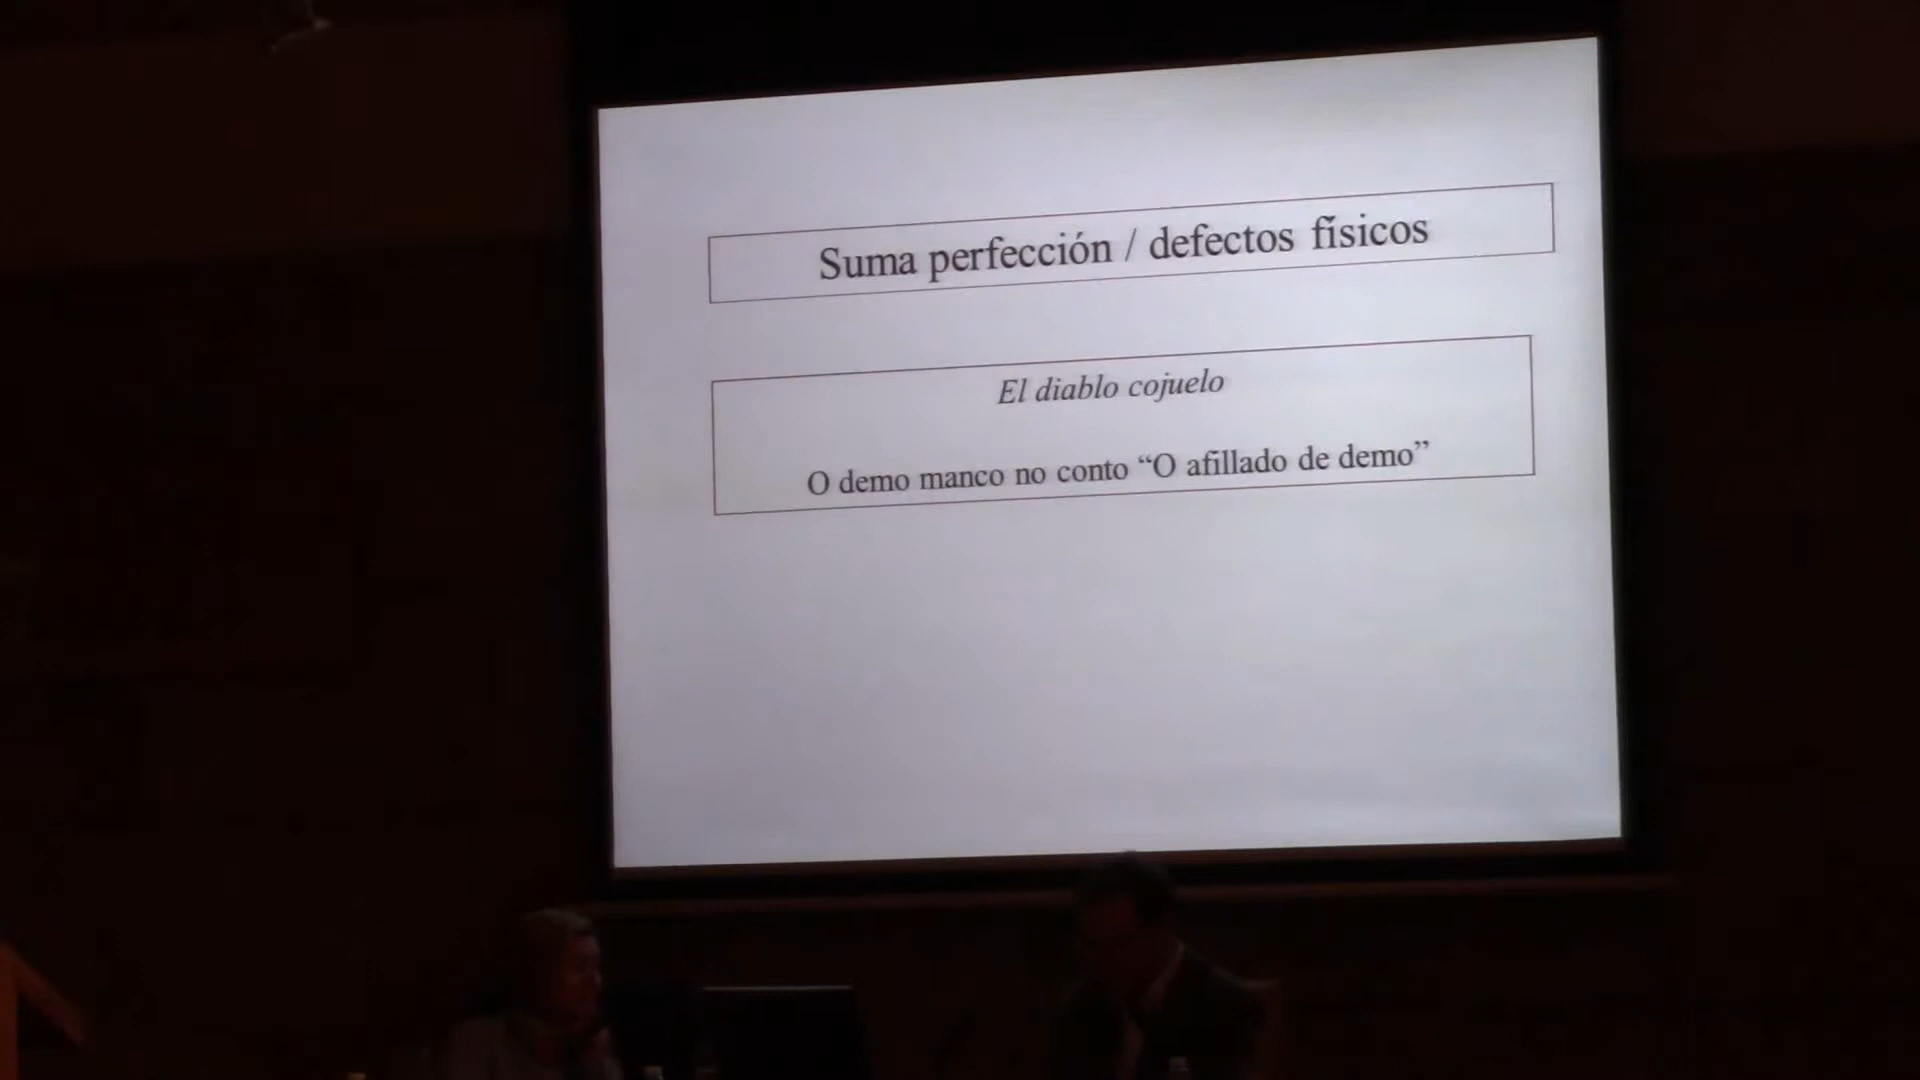 Suma perfección / defectos físicos
El diablo cojuelo
O demo manco no conto “O afillado de demo”